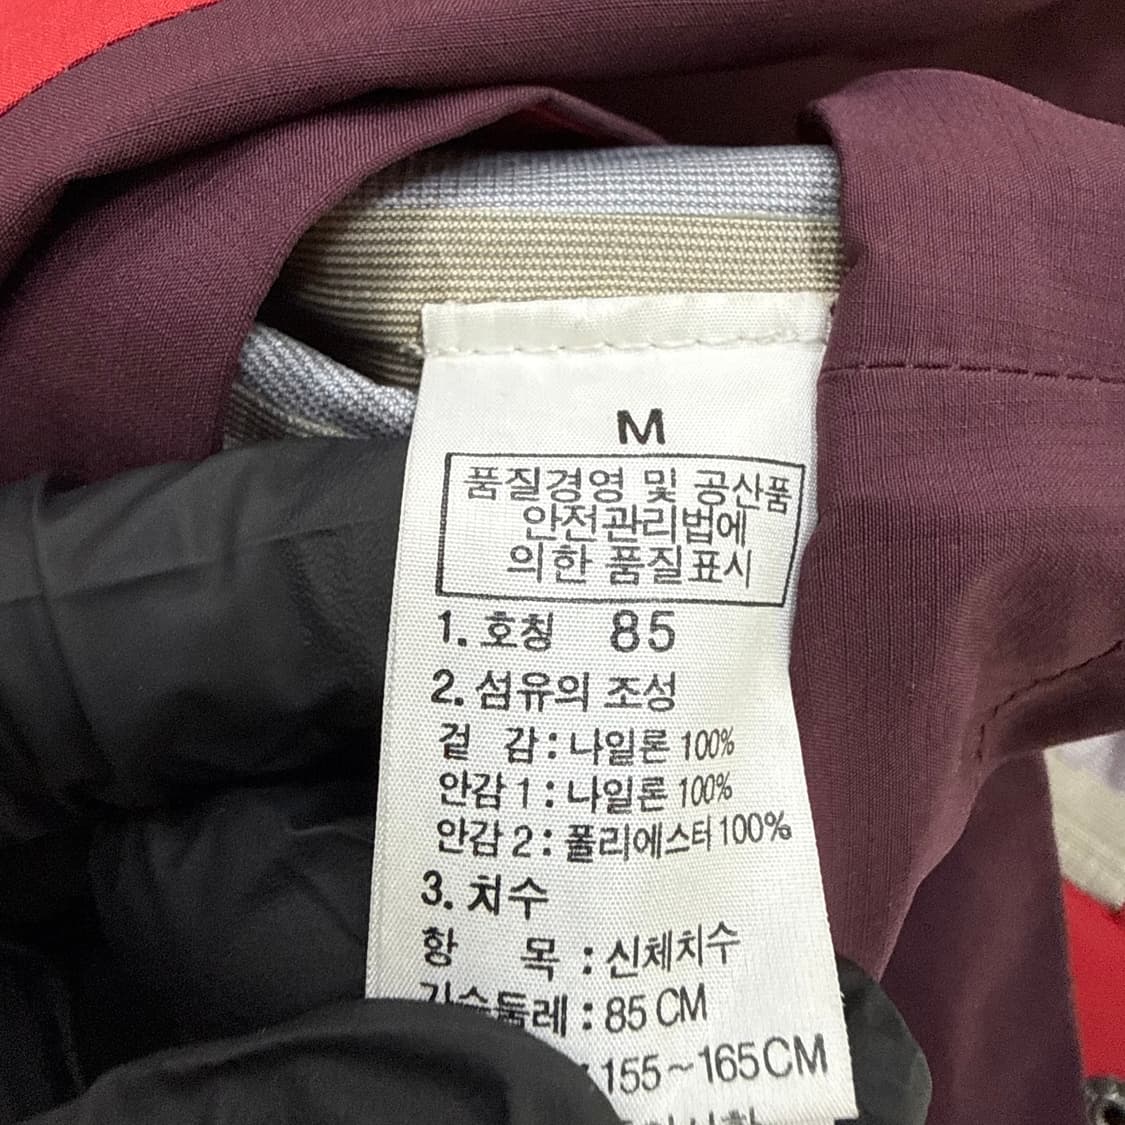 M
품질경영 및 공산품
안전관리법에
의한 품질표시
1. 호칭 85
2. 섬유의 조성
겉 감 : 나일론 100%
안감 1 : 나일론 100%
안감 2 : 폴리에스터 100%
3. 치수
항 목 : 신체치수
가슴둘레 : 85 CM
155~165CM